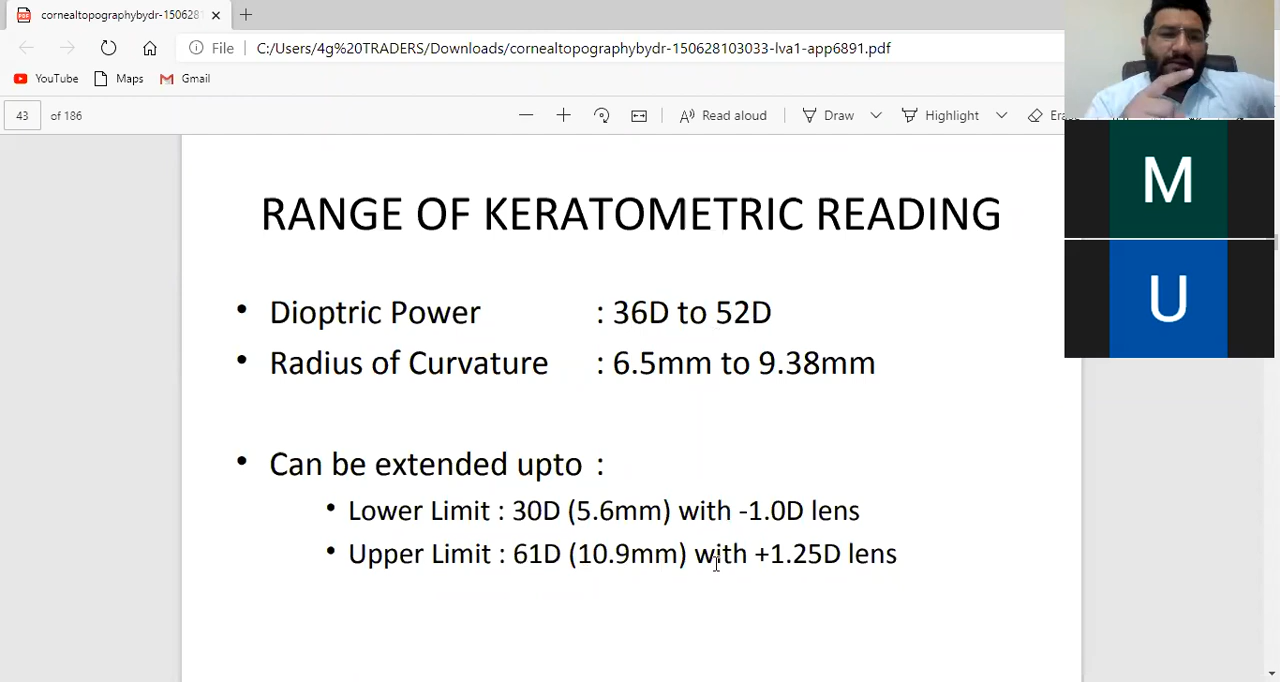 cornealtopographybydr-1506281
File C:/Users/4g%20TRADERS/Downloads/cornealtopographybydr-150628103033-lva1-app6891.pdf
YouTube Maps Gmail
43 of 186 Read aloud Draw Highlight
M
U
RANGE OF KERATOMETRIC READING
• Dioptric Power : 36D to 52D
• Radius of Curvature : 6.5mm to 9.38mm
• Can be extended upto :
• Lower Limit : 30D (5.6mm) with -1.0D lens
• Upper Limit : 61D (10.9mm) with +1.25D lens